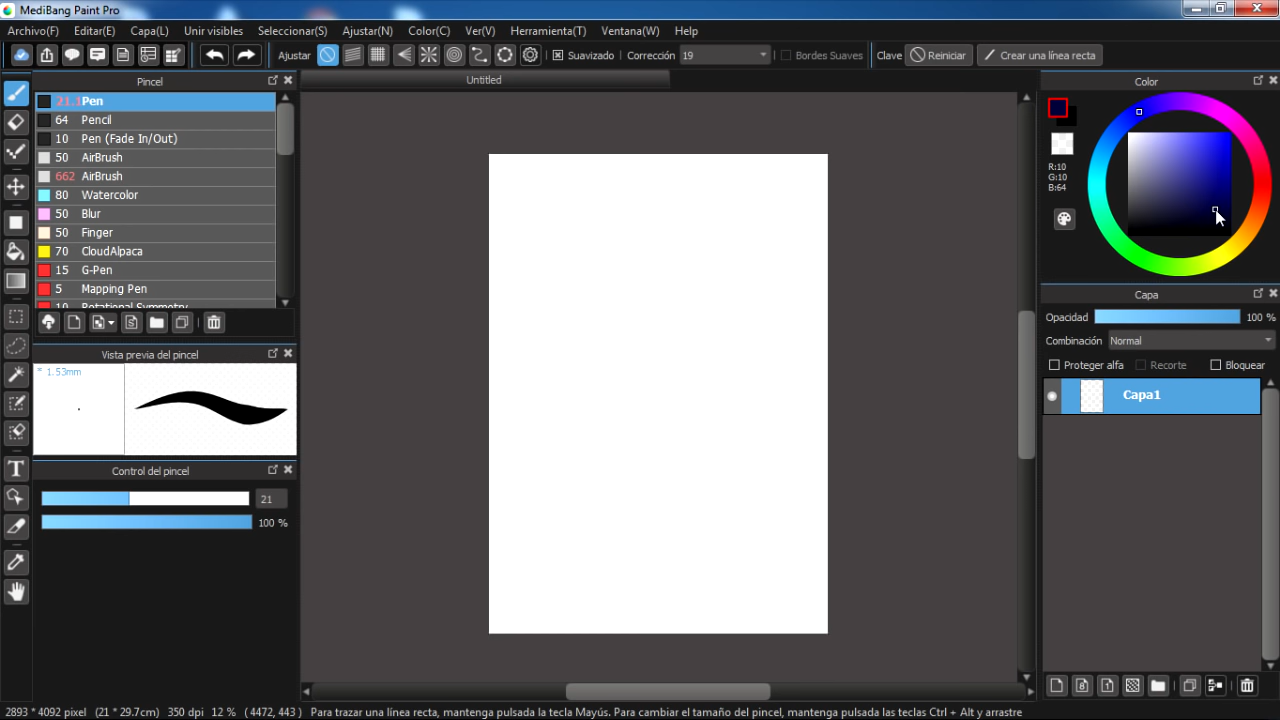 MediBang Paint Pro
Archivo(F) Editar(E) Capa(L) Unir visibles Seleccionar(S) Ajustar(N) Color(C) Ver(V) Herramienta(T) Ventana(W) Help
Ajustar Suavizado Corrección 19 Bordes Suaves Clave Reiniciar Crear una línea recta
Pincel
Untitled
Color
21.1 Pen
64 Pencil
10 Pen (Fade In/Out)
50 AirBrush
662 AirBrush
80 Watercolor
50 Blur
50 Finger
70 CloudAlpaca
15 G-Pen
5 Mapping Pen
10 Rotational Symmetry
R:10
G:10
B:64
Vista previa del pincel
* 1.53mm
Control del pincel
21
100 %
Capa
Opacidad 100 %
Combinación Normal
Proteger alfa Recorte Bloquear
Capa1
2893 * 4092 pixel (21 * 29.7cm) 350 dpi 12 % (4472, 443) Para trazar una línea recta, mantenga pulsada la tecla Mayús. Para cambiar el tamaño del pincel, mantenga pulsadas las teclas Ctrl + Alt y arrastre